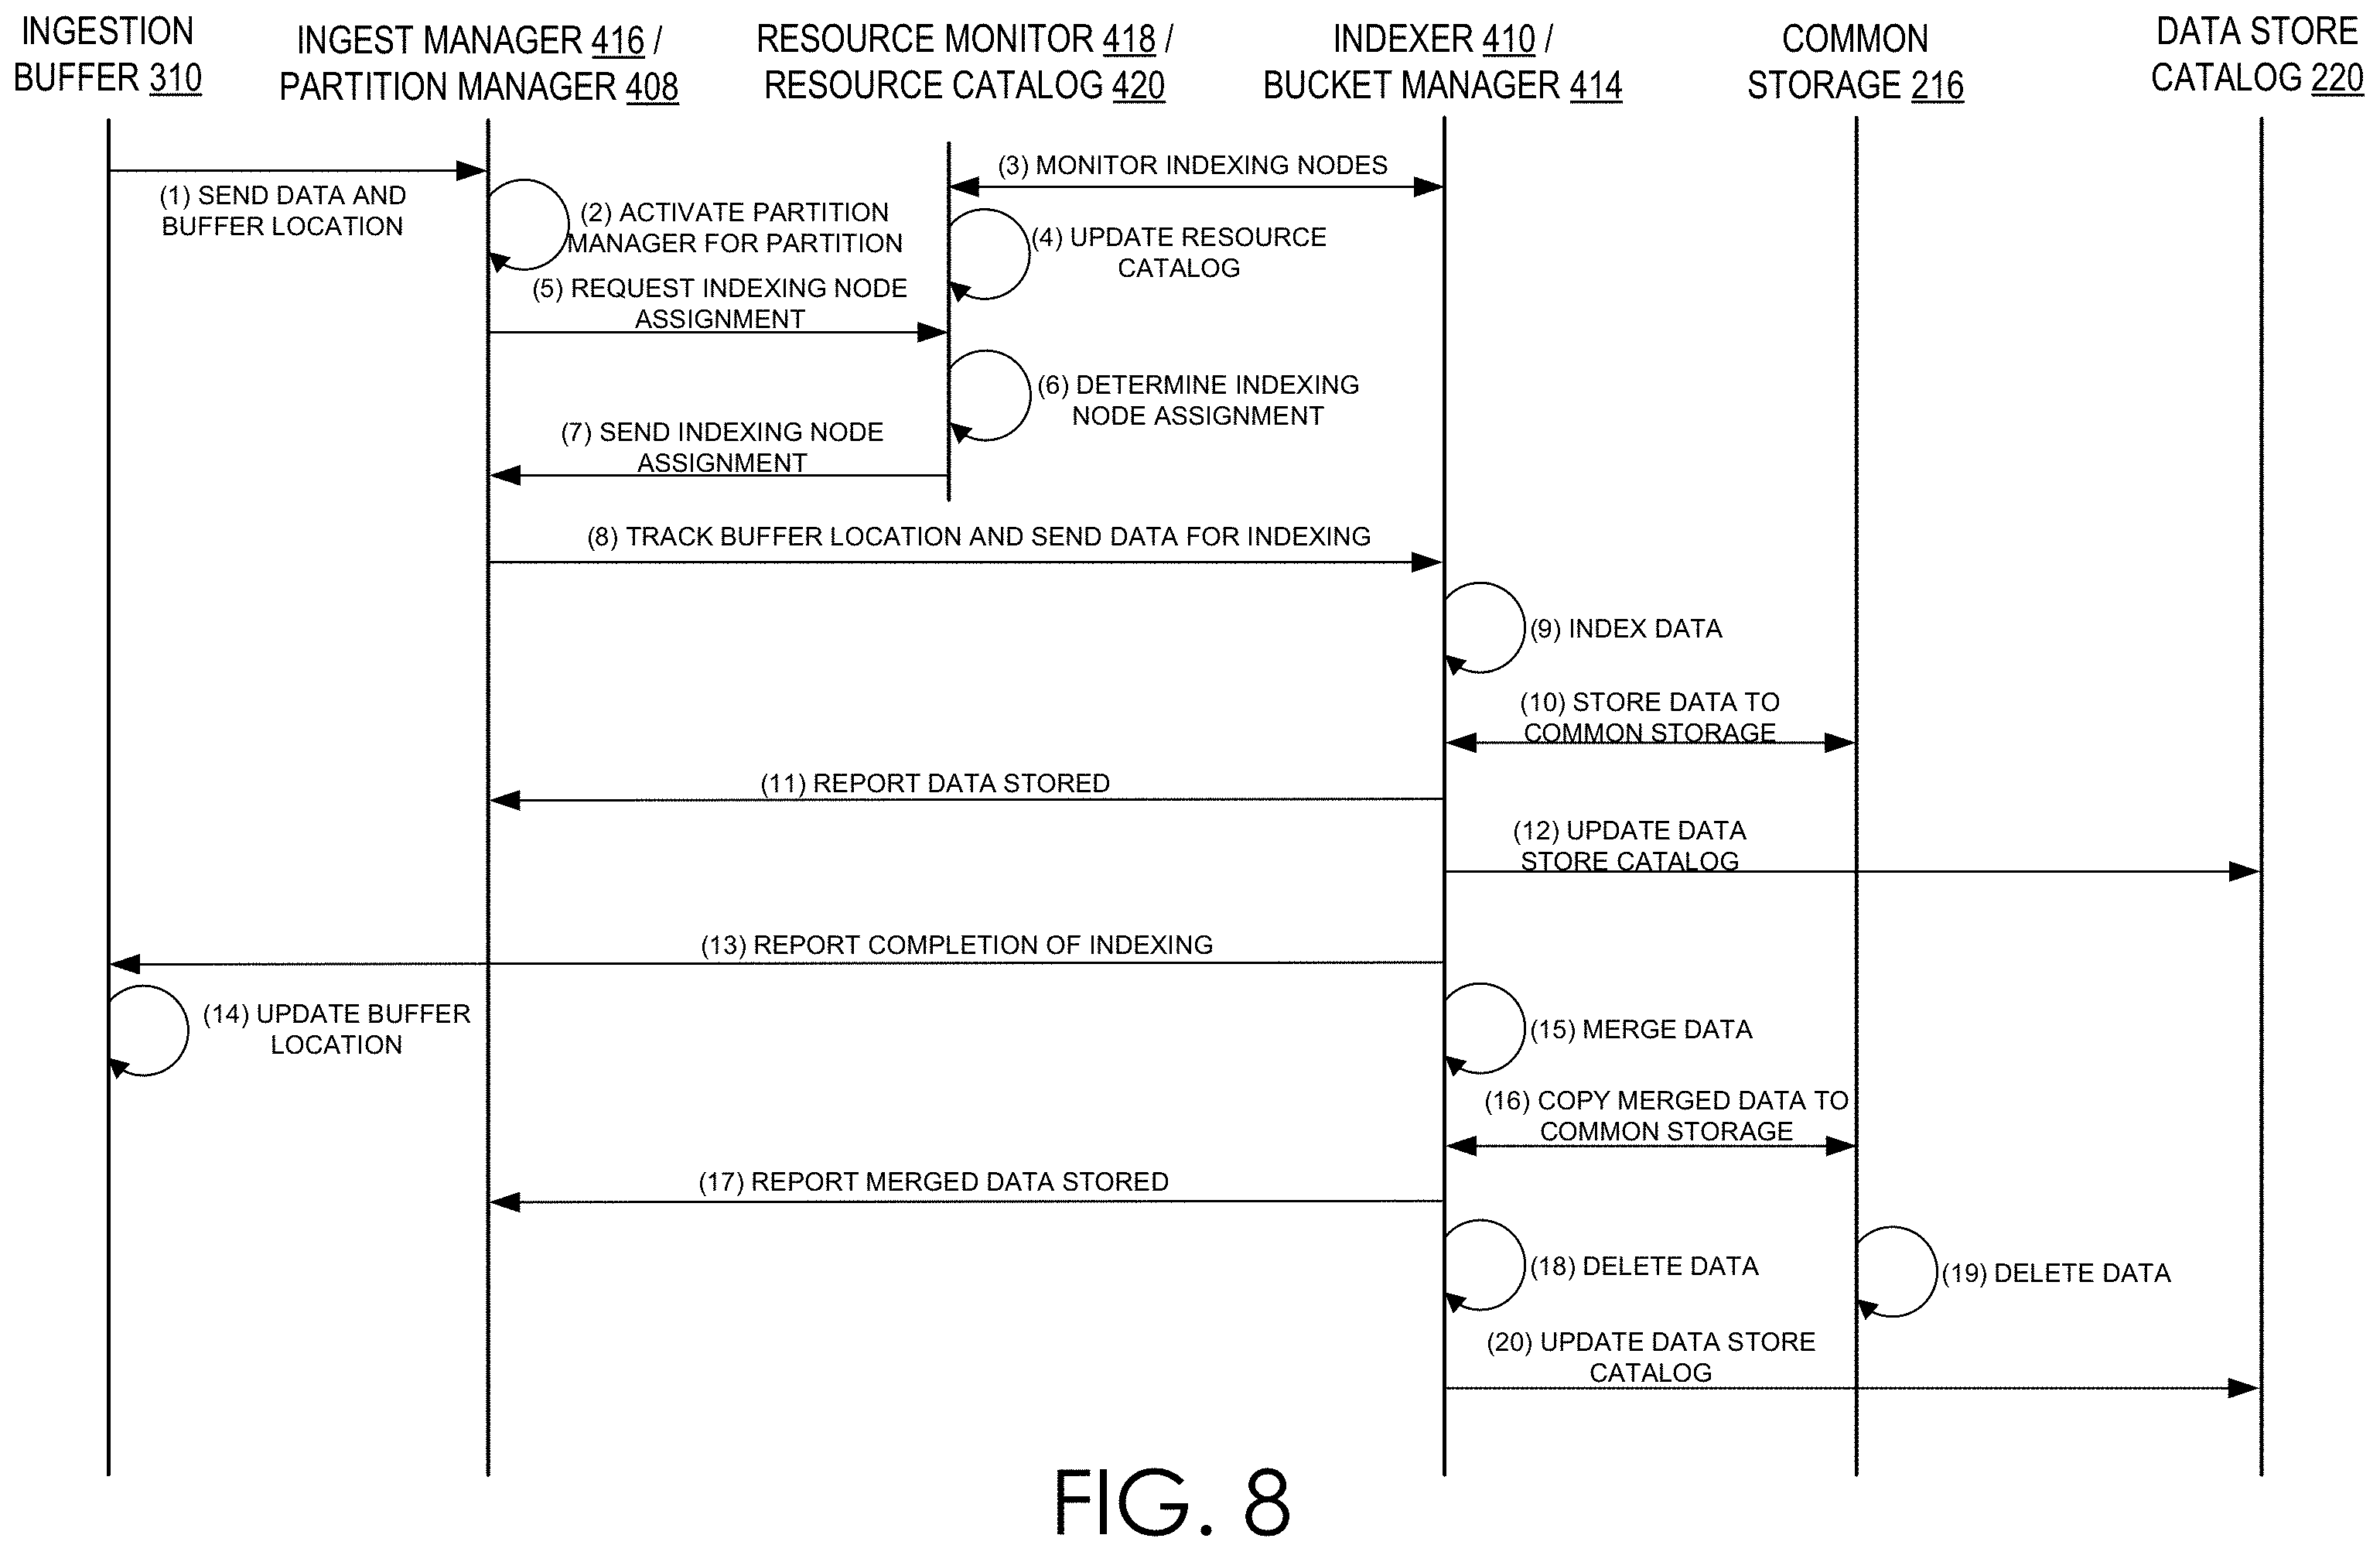 INGESTION
BUFFER 310
INGEST MANAGER 416 /
PARTITION MANAGER 408
RESOURCE MONITOR 418 /
RESOURCE CATALOG 420
INDEXER 410 /
BUCKET MANAGER 414
COMMON
STORAGE 216
DATA STORE
CATALOG 220
(1) SEND DATA AND
BUFFER LOCATION
(2) ACTIVATE PARTITION
MANAGER FOR PARTITION
(3) MONITOR INDEXING NODES
(4) UPDATE RESOURCE
CATALOG
(5) REQUEST INDEXING NODE
ASSIGNMENT
(6) DETERMINE INDEXING
NODE ASSIGNMENT
(7) SEND INDEXING NODE
ASSIGNMENT
(8) TRACK BUFFER LOCATION AND SEND DATA FOR INDEXING
(9) INDEX DATA
(10) STORE DATA TO
COMMON STORAGE
(11) REPORT DATA STORED
(12) UPDATE DATA
STORE CATALOG
(13) REPORT COMPLETION OF INDEXING
(14) UPDATE BUFFER
LOCATION
(15) MERGE DATA
(16) COPY MERGED DATA TO
COMMON STORAGE
(17) REPORT MERGED DATA STORED
(18) DELETE DATA
(19) DELETE DATA
(20) UPDATE DATA STORE
CATALOG
FIG. 8